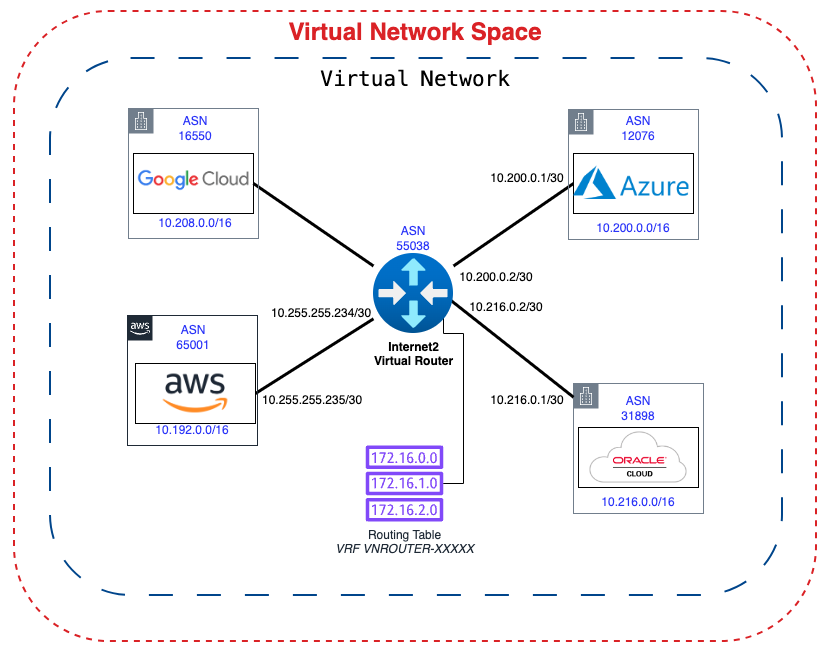 Virtual Network Space
Virtual Network
ASN
16550
Google Cloud
10.208.0.0/16
ASN
12076
Azure
10.200.0.0/16
10.200.0.1/30
ASN
55038
10.200.0.2/30
10.216.0.2/30
10.255.255.234/30
Internet2
Virtual Router
aws
ASN
65001
aws
10.192.0.0/16
10.255.255.235/30
10.216.0.1/30
ASN
31898
ORACLE
CLOUD
10.216.0.0/16
172.16.0.0
172.16.1.0
172.16.2.0
Routing Table
VRF VNROUTER-XXXXX